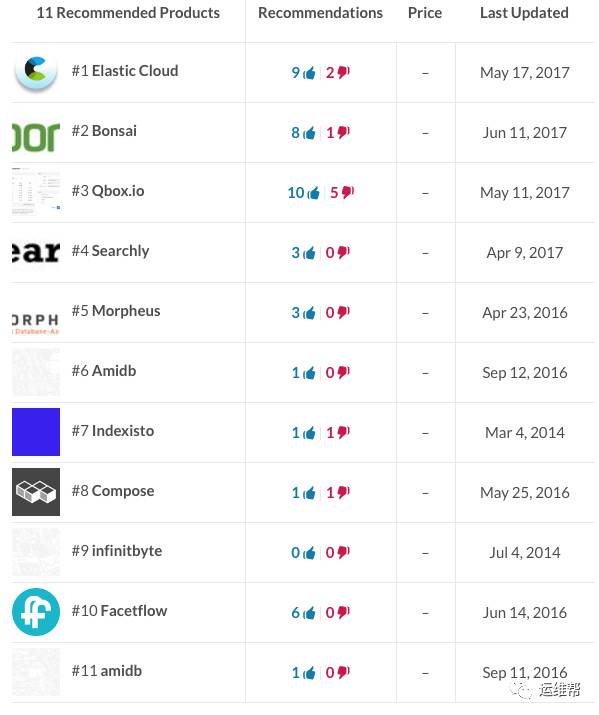 11 Recommended Products Recommendations Price Last Updated
#1 Elastic Cloud 9 2 – May 17, 2017
#2 Bonsai 8 1 – Jun 11, 2017
#3 Qbox.io 10 5 – May 11, 2017
ear #4 Searchly 3 0 – Apr 9, 2017
#5 Morpheus 3 0 – Apr 23, 2016
ORPH
Database-As
#6 Amidb 1 0 – Sep 12, 2016
#7 Indexisto 1 1 – Mar 4, 2014
#8 Compose 1 1 – May 25, 2016
#9 infinitbyte 0 0 – Jul 4, 2014
#10 Facetflow 6 0 – Jun 14, 2016
#11 amidb 1 0 – Sep 11, 2016
运维帮